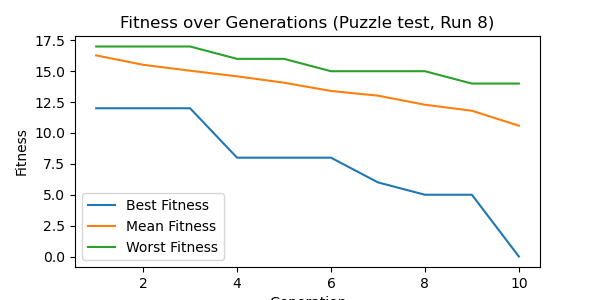 Fitness over Generations (Puzzle test, Run 8)
17.5
15.0
12.5
10.0
7.5
5.0
2.5
0.0
Fitness
Best Fitness
Mean Fitness
Worst Fitness
2 4 6 8 10
Generation